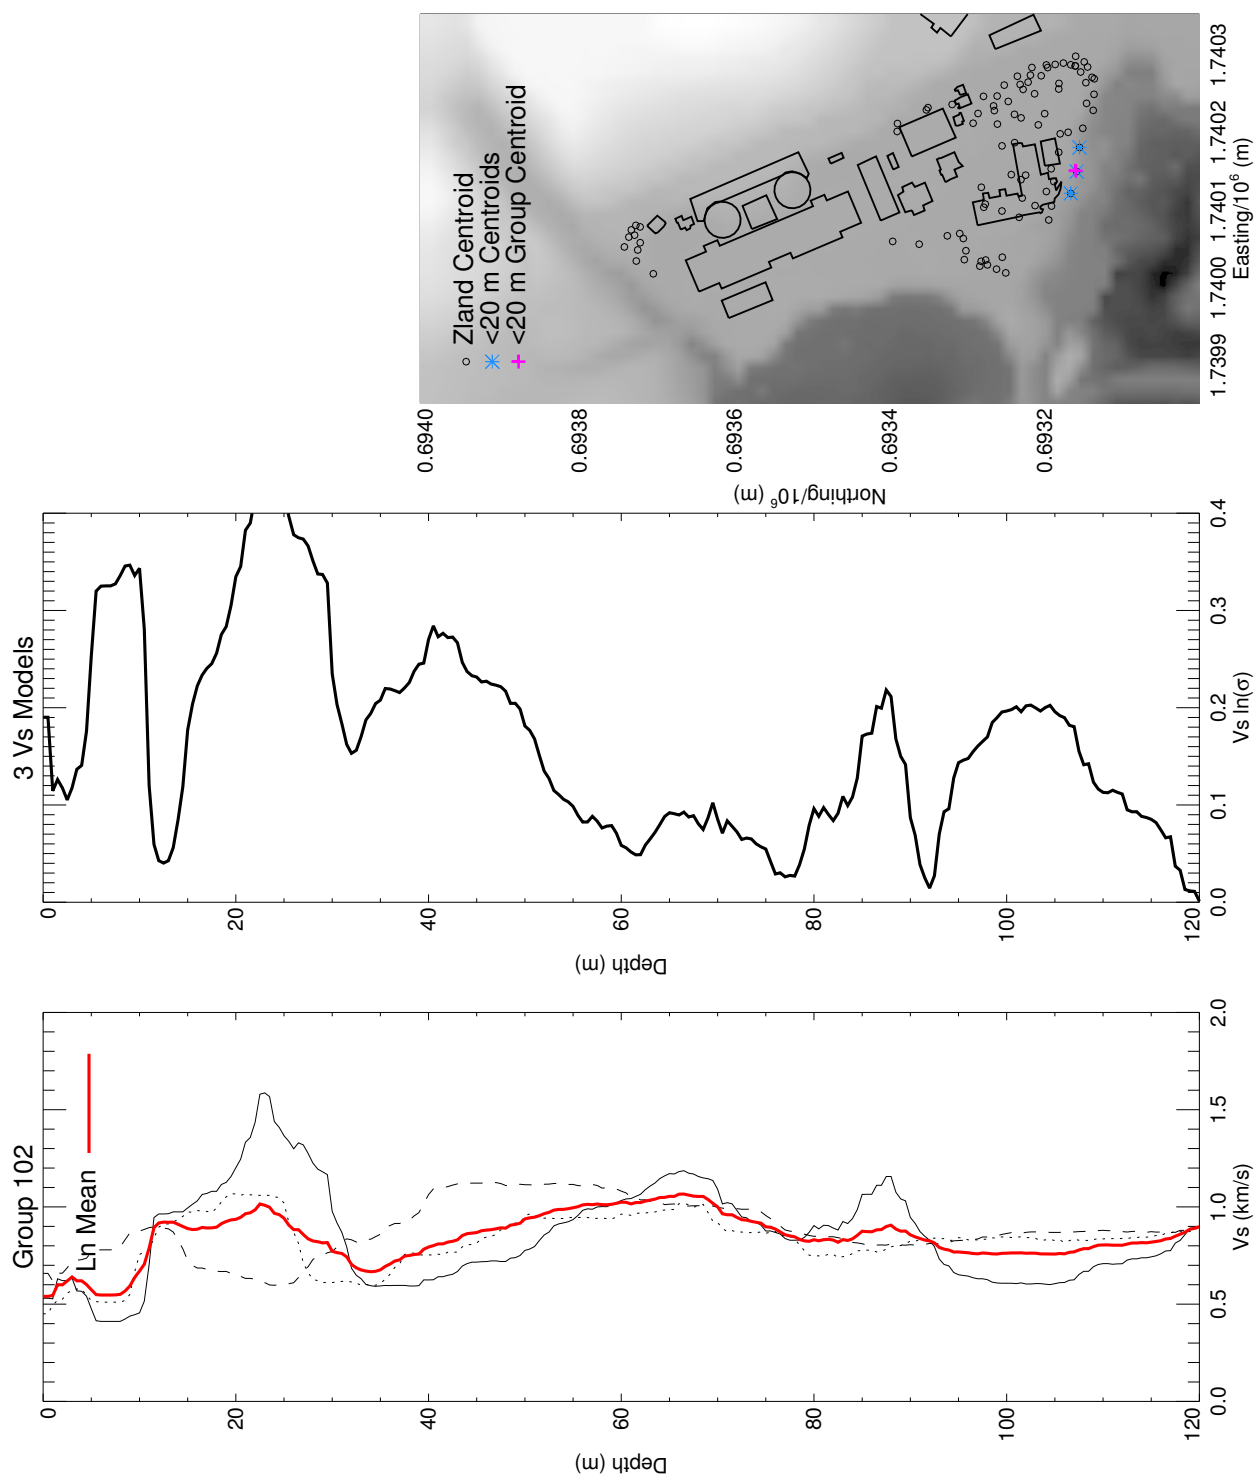 Group 102
Ln Mean
0
20
40
60
80
100
120
Depth (m)
0.0
0.5
1.0
1.5
2.0
Vs (km/s)
3 Vs Models
0
20
40
60
80
100
120
Depth (m)
0.0
0.1
0.2
0.3
0.4
Vs ln(σ)
Zland Centroid
<20 m Centroids
<20 m Group Centroid
0.6940
0.6938
0.6936
0.6934
0.6932
Northing/10⁶ (m)
1.7399
1.7400
1.7401
1.7402
1.7403
Easting/10⁶ (m)